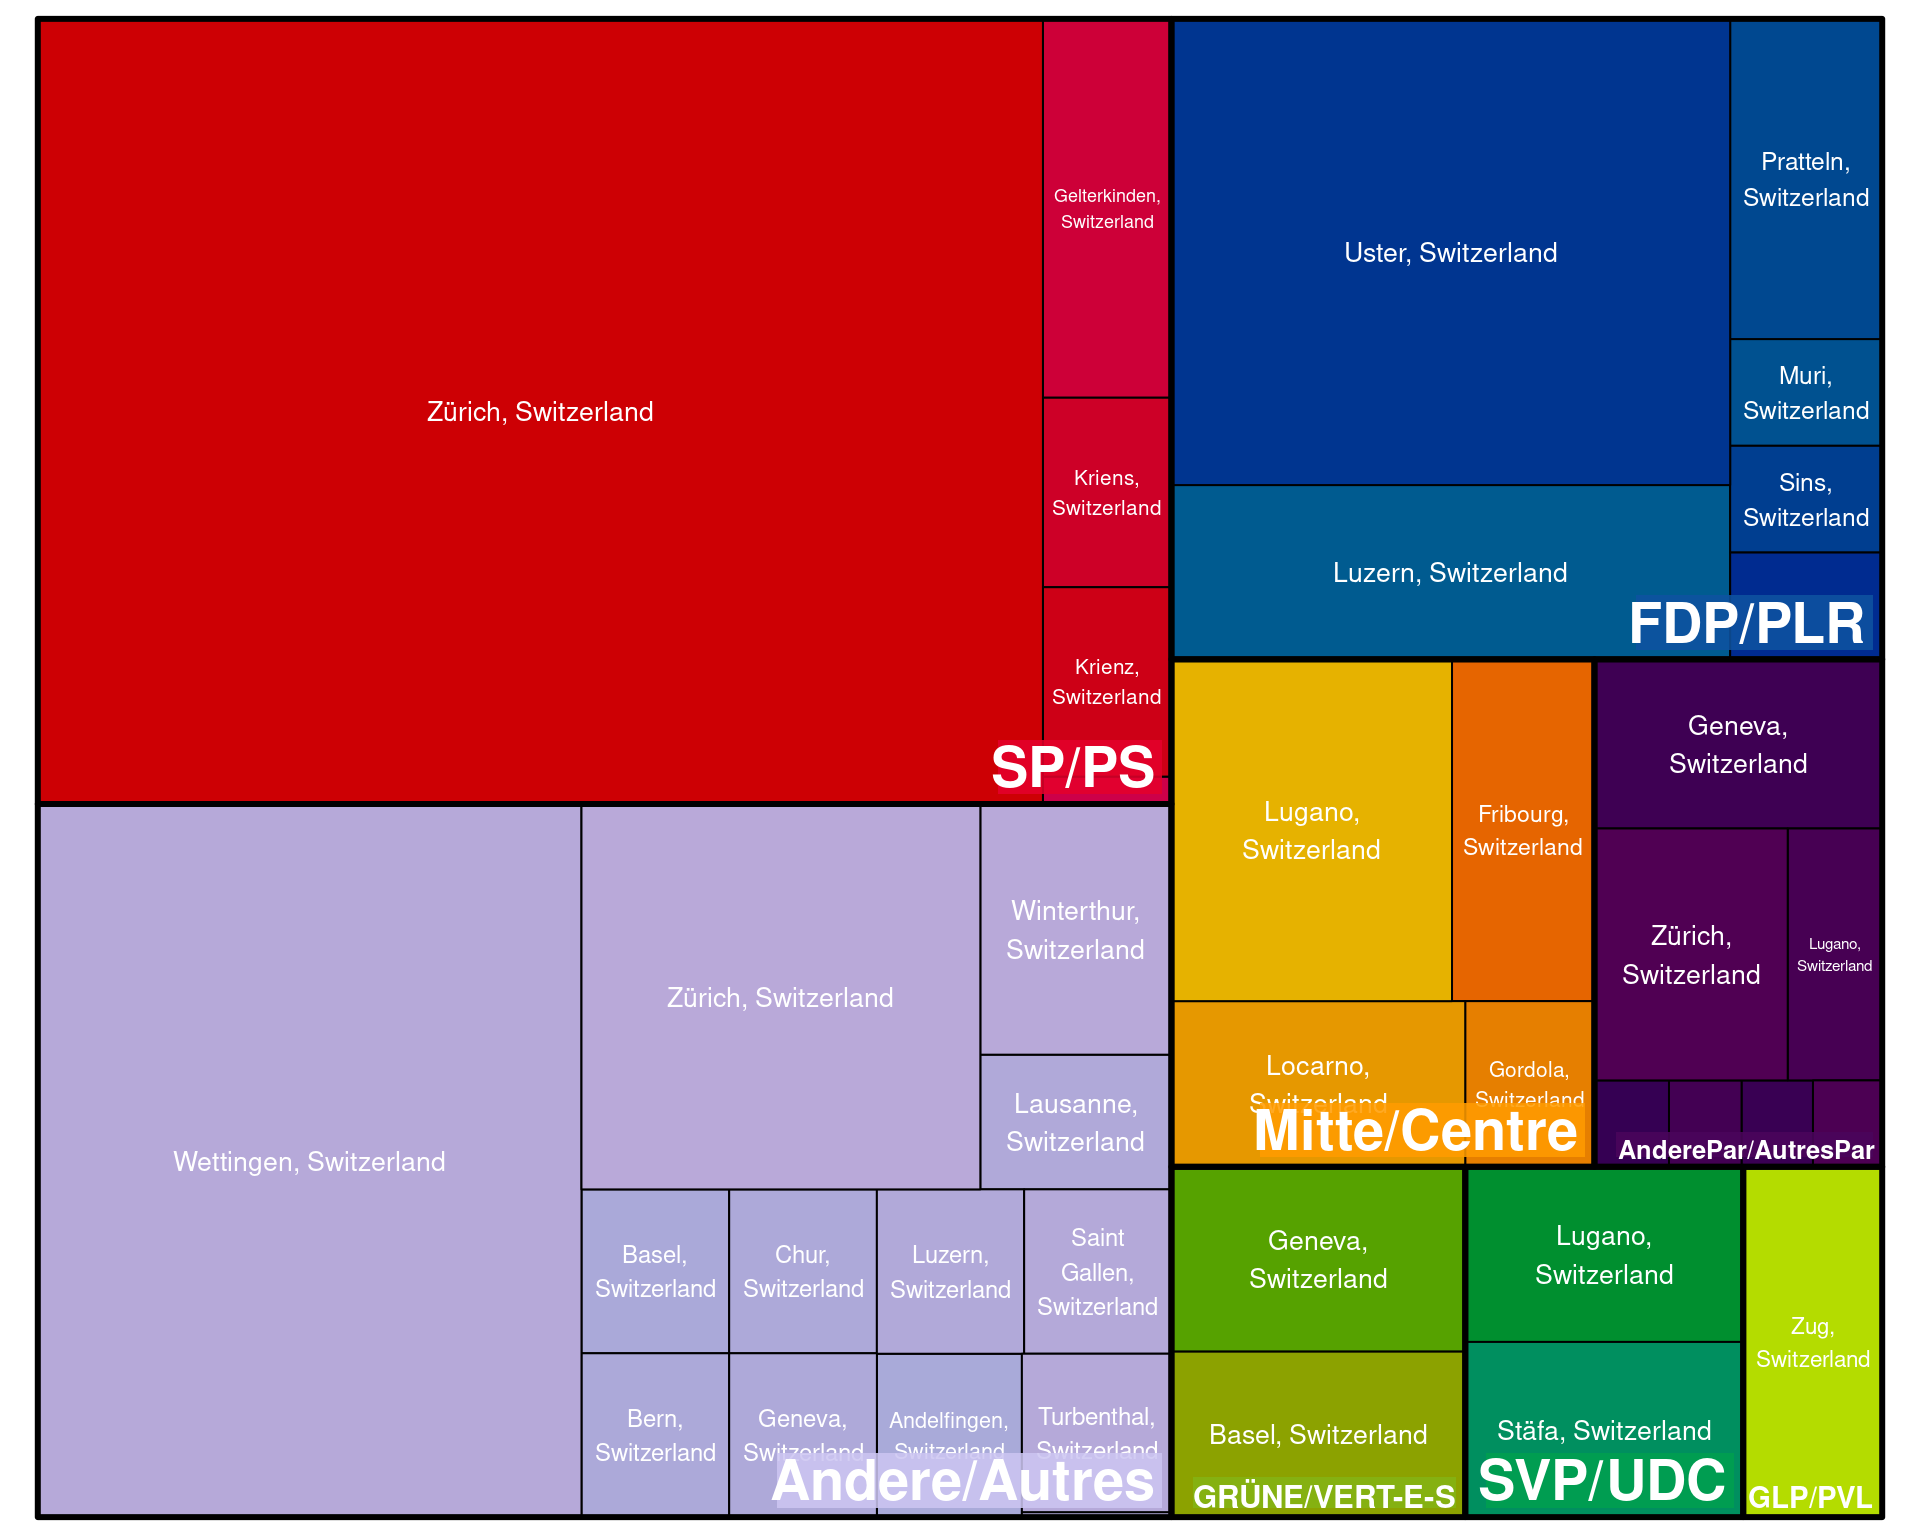 Zürich, Switzerland
Gelterkinden,
Switzerland
Kriens,
Switzerland
Krienz,
Switzerland
SP/PS
Uster, Switzerland
Pratteln,
Switzerland
Muri,
Switzerland
Sins,
Switzerland
Luzern, Switzerland
FDP/PLR
Wettingen, Switzerland
Zürich, Switzerland
Winterthur,
Switzerland
Lausanne,
Switzerland
Basel,
Switzerland
Chur,
Switzerland
Luzern,
Switzerland
Saint
Gallen,
Switzerland
Bern,
Switzerland
Geneva,
Switzerland
Andelfingen,
Switzerland
Turbenthal,
Switzerland
Andere/Autres
Lugano,
Switzerland
Fribourg,
Switzerland
Locarno,
Switzerland
Gordola,
Switzerland
Mitte/Centre
Geneva,
Switzerland
Zürich,
Switzerland
Lugano,
Switzerland
AnderePar/AutresPar
Geneva,
Switzerland
Basel, Switzerland
GRÜNE/VERT-E-S
Lugano,
Switzerland
Stäfa, Switzerland
SVP/UDC
Zug,
Switzerland
GLP/PVL